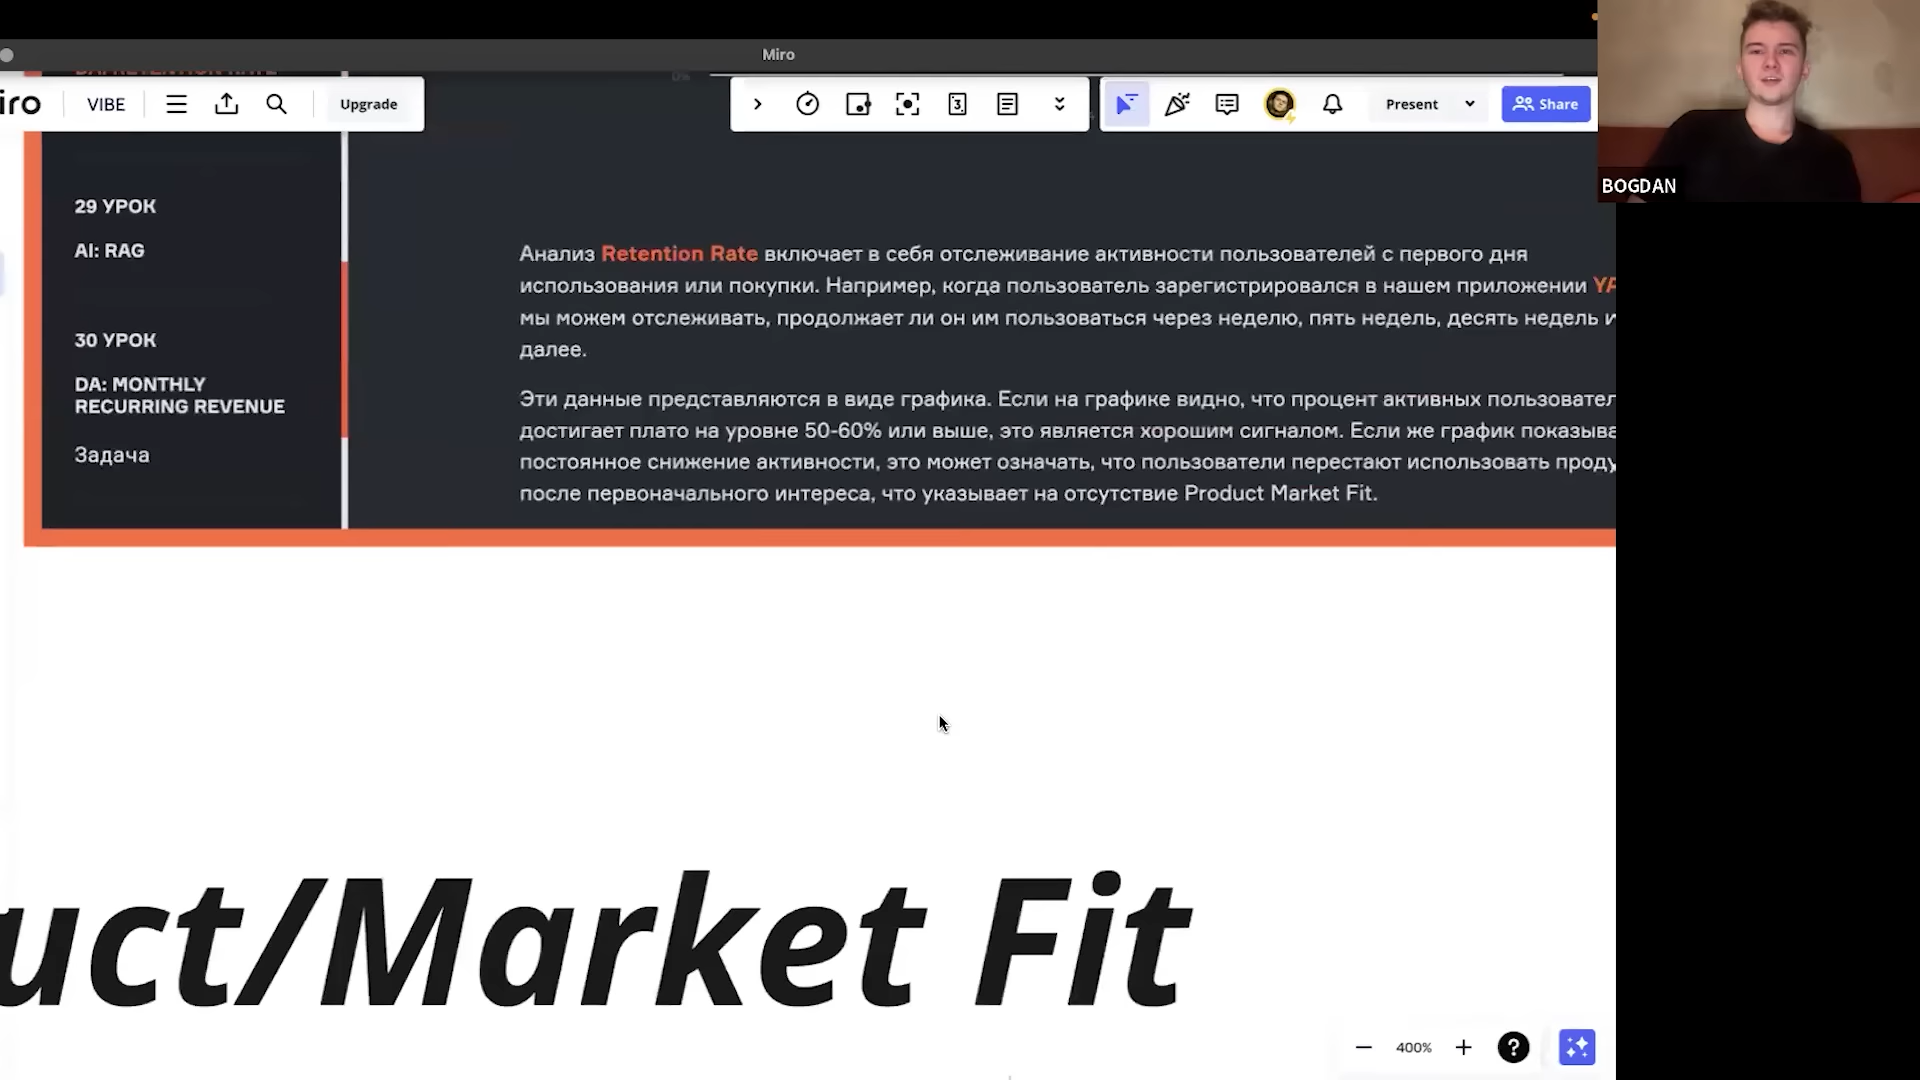 Miro
0%
iro
VIBE
Upgrade
Present
Share
BOGDAN
29 УРОК
AI: RAG
30 УРОК
DA: MONTHLY
RECURRING REVENUE
Задача
Анализ Retention Rate включает в себя отслеживание активности пользователей с первого дня
использования или покупки. Например, когда пользователь зарегистрировался в нашем приложении
мы можем отслеживать, продолжает ли он им пользоваться через неделю, пять недель, десять недель и
далее.
Эти данные представляются в виде графика. Если на графике видно, что процент активных пользовател
достигает плато на уровне 50-60% или выше, это является хорошим сигналом. Если же график показыва
постоянное снижение активности, это может означать, что пользователи перестают использовать проду
после первоначального интереса, что указывает на отсутствие Product Market Fit.
uct/Market Fit
400%